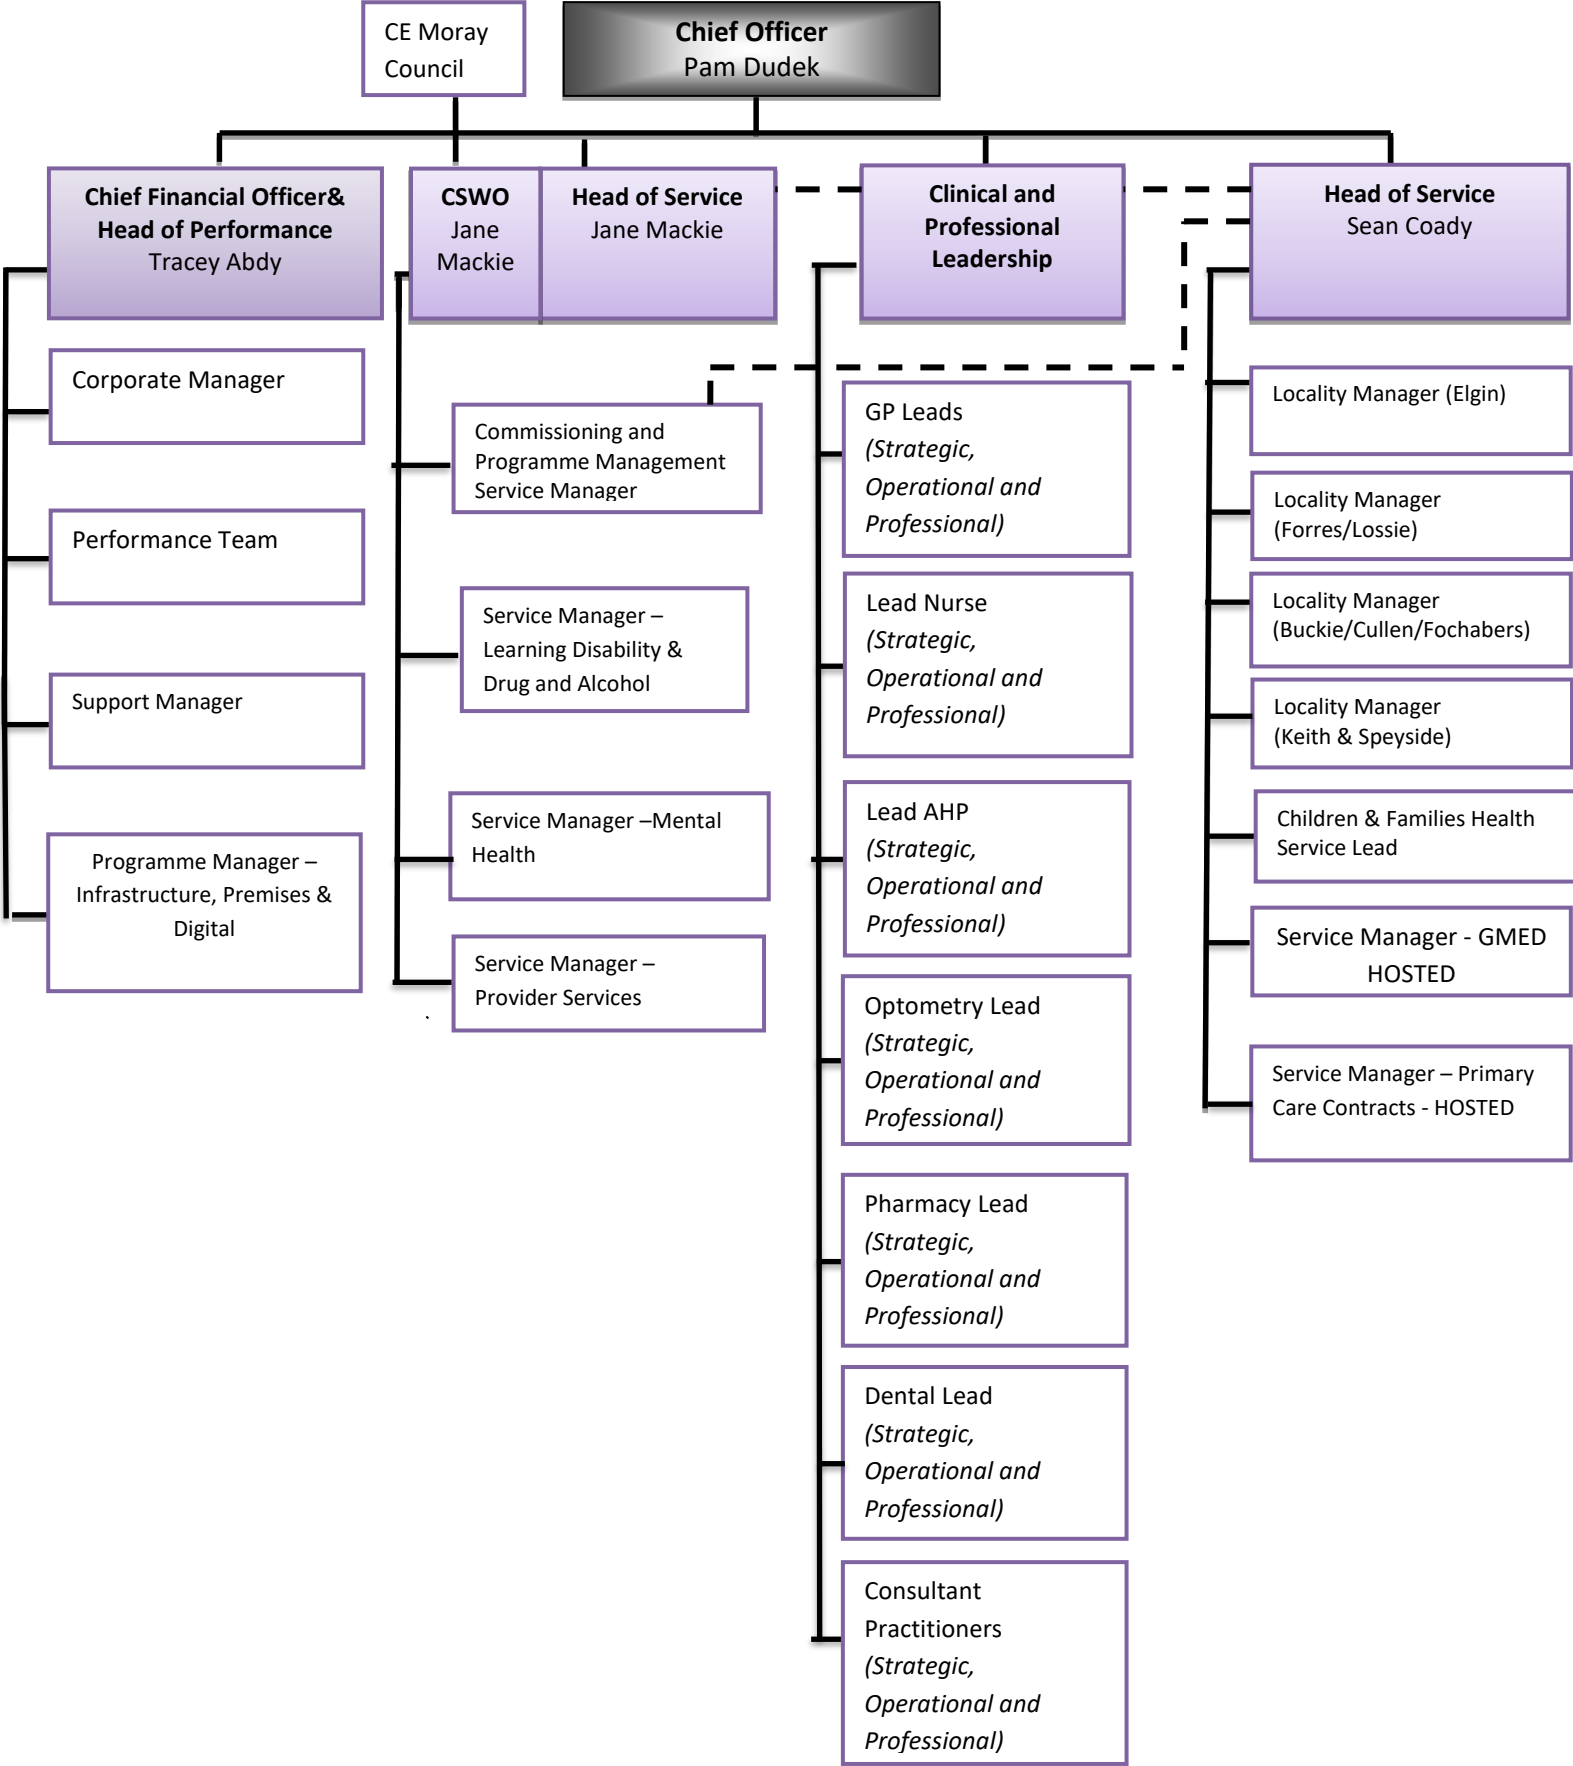 CE Moray
Council
Chief Officer
Pam Dudek
Chief Financial Officer&
Head of Performance
Tracey Abdy
CSWO
Jane
Mackie
Head of Service
Jane Mackie
Clinical and
Professional
Leadership
Head of Service
Sean Coady
Corporate Manager
Performance Team
Support Manager
Programme Manager –
Infrastructure, Premises &
Digital
Commissioning and
Programme Management
Service Manager
Service Manager –
Learning Disability &
Drug and Alcohol
Service Manager –Mental
Health
Service Manager –
Provider Services
.
GP Leads
(Strategic,
Operational and
Professional)
Lead Nurse
(Strategic,
Operational and
Professional)
Lead AHP
(Strategic,
Operational and
Professional)
Optometry Lead
(Strategic,
Operational and
Professional)
Pharmacy Lead
(Strategic,
Operational and
Professional)
Dental Lead
(Strategic,
Operational and
Professional)
Consultant
Practitioners
(Strategic,
Operational and
Professional)
Locality Manager (Elgin)
Locality Manager
(Forres/Lossie)
Locality Manager
(Buckie/Cullen/Fochabers)
Locality Manager
(Keith & Speyside)
Children & Families Health
Service Lead
Service Manager - GMED
HOSTED
Service Manager – Primary
Care Contracts - HOSTED